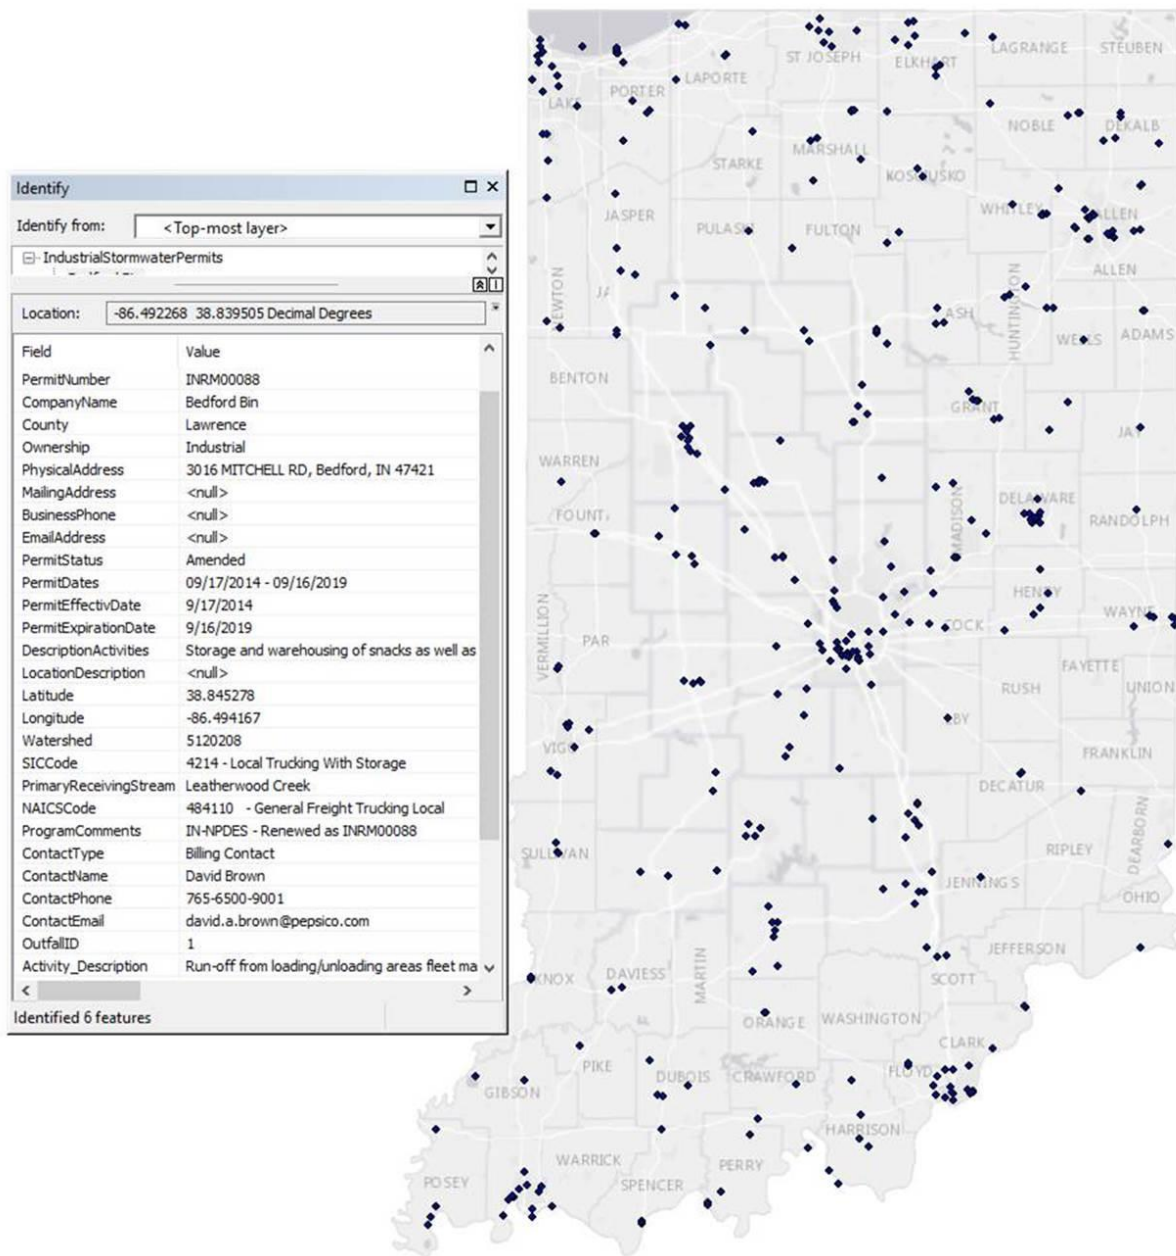 Identify
Identify from: <Top-most layer>
IndustrialStormwaterPermits
Location: -86.492268 38.839505 Decimal Degrees
Field Value
PermitNumber INRM00088
CompanyName Bedford Bin
County Lawrence
Ownership Industrial
PhysicalAddress 3016 MITCHELL RD, Bedford, IN 47421
MailingAddress <null>
BusinessPhone <null>
EmailAddress <null>
PermitStatus Amended
PermitDates 09/17/2014 - 09/16/2019
PermitEffectivDate 9/17/2014
PermitExpirationDate 9/16/2019
DescriptionActivities Storage and warehousing of snacks as well as
LocationDescription <null>
Latitude 38.845278
Longitude -86.494167
Watershed 5120208
SICCode 4214 - Local Trucking With Storage
PrimaryReceivingStream Leatherwood Creek
NAICSCode 484110 - General Freight Trucking Local
ProgramComments IN-NPDES - Renewed as INRM00088
ContactType Billing Contact
ContactName David Brown
ContactPhone 765-6500-9001
ContactEmail david.a.brown@pepsico.com
OutfallID 1
Activity_Description Run-off from loading/unloading areas fleet ma
Identified 6 features
LAGRANGE
STEUBEN
ST JOSEPH
ELKHART
LAPORTE
PORTER
LAKE
NOBLE
DEKALB
MARSHALL
STARKE
KOSCIUSKO
WHITLEY
ALLEN
JASPER
PULASKI
FULTON
ALLEN
NEWTON
JA
ASH
HUNTINGTON
WELLS
ADAMS
BENTON
GRANT
JAY
WARREN
MADISON
DELAWARE
FOUNTA
RANDOLPH
HENRY
WAYNE
VERMILLION
PAR
COCK
FAYETTE
RUSH
UNION
BY
VIGO
FRANKLIN
DECATUR
DEARBORN
SULLIVAN
RIPLEY
JENNINGS
OHIO
JEFFERSON
KNOX
DAVIESS
MARTIN
SCOTT
ORANGE
WASHINGTON
CLARK
PIKE
FLOYD
DUBOIS
CRAWFORD
GIBSON
HARRISON
WARRICK
PERRY
POSEY
SPENCER